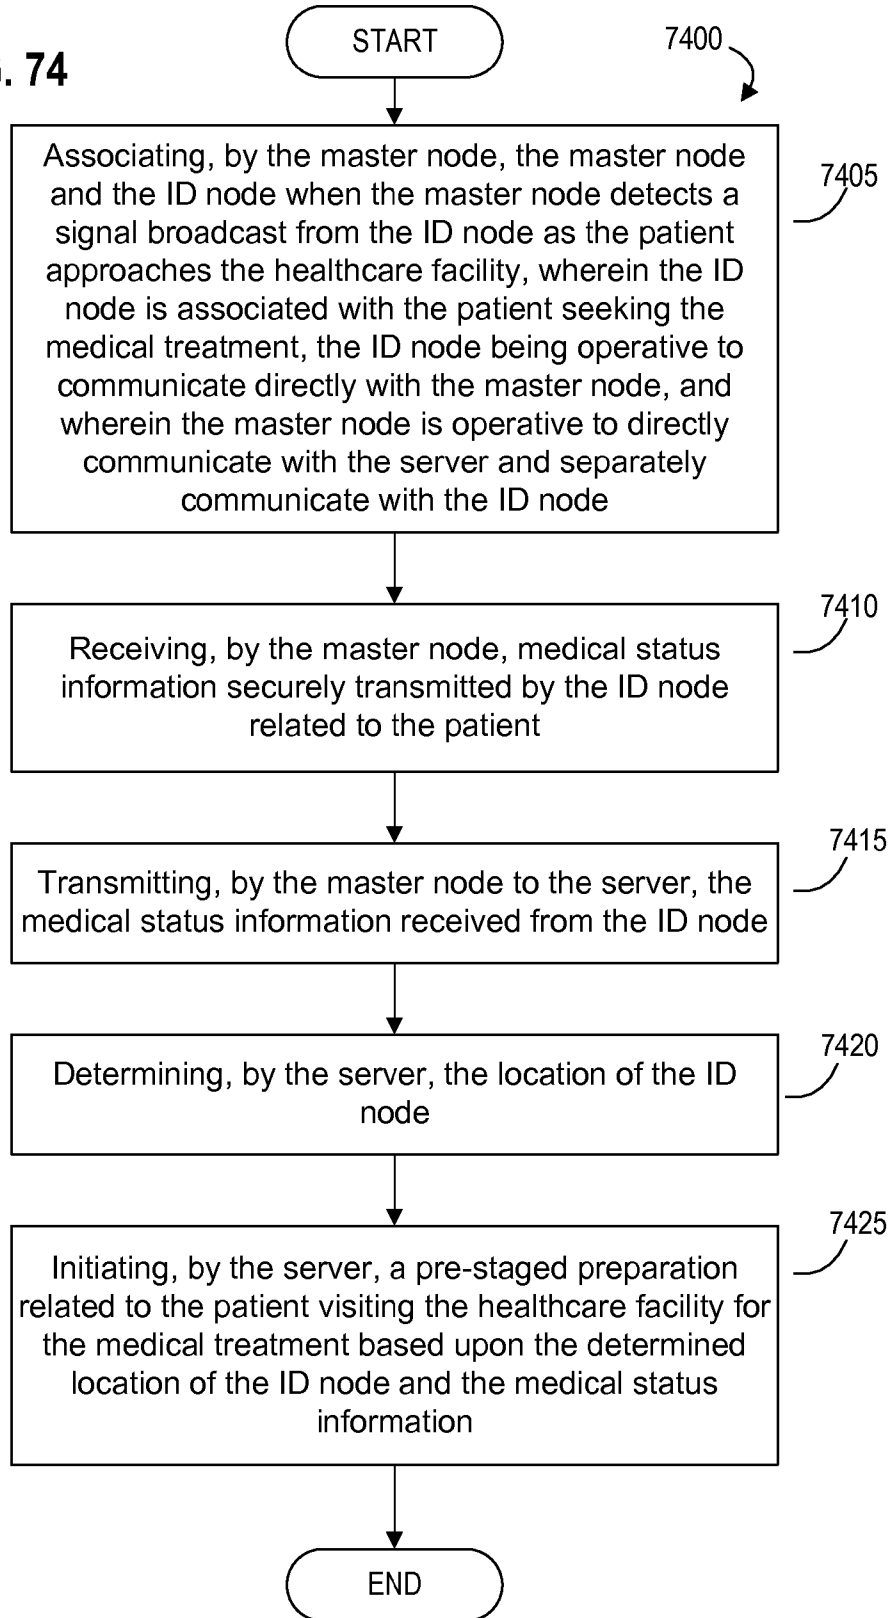 START
7400
. 74
Associating, by the master node, the master node
and the ID node when the master node detects a
signal broadcast from the ID node as the patient
approaches the healthcare facility, wherein the ID
node is associated with the patient seeking the
medical treatment, the ID node being operative to
communicate directly with the master node, and
wherein the master node is operative to directly
communicate with the server and separately
communicate with the ID node
7405
Receiving, by the master node, medical status
information securely transmitted by the ID node
related to the patient
7410
Transmitting, by the master node to the server, the
medical status information received from the ID node
7415
Determining, by the server, the location of the ID
node
7420
Initiating, by the server, a pre-staged preparation
related to the patient visiting the healthcare facility for
the medical treatment based upon the determined
location of the ID node and the medical status
information
7425
END